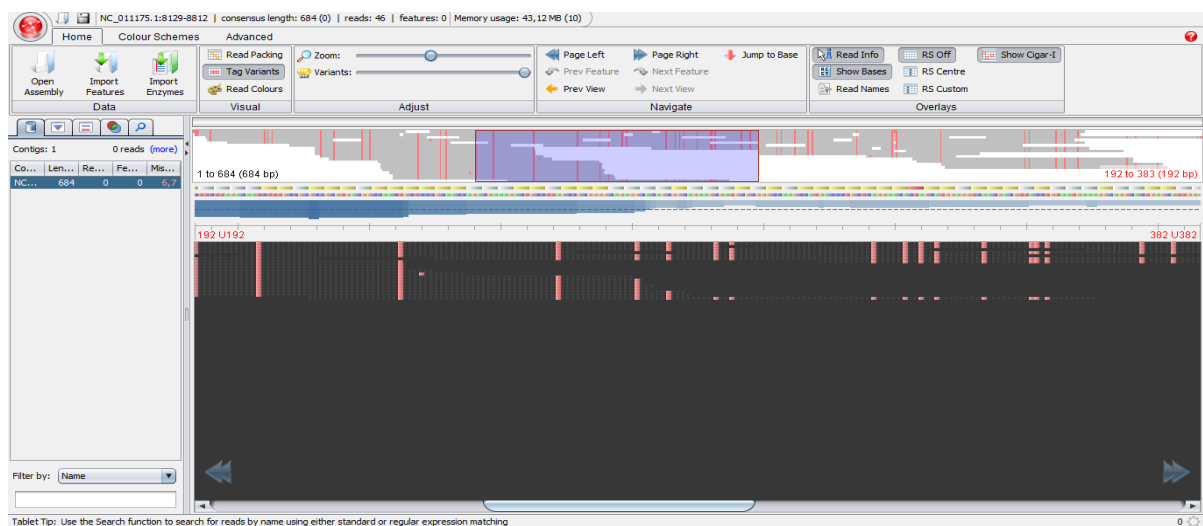 NC_011175.1:8129-8812 | consensus length: 684 (0) | reads: 46 | features: 0 Memory usage: 43,12 MB (10)
Home Colour Schemes Advanced
Open Assembly
Import Features
Import Enzymes
Data
Read Packing
Tag Variants
Read Colours
Visual
Zoom:
Variants:
Adjust
Page Left Page Right Jump to Base
Prev Feature Next Feature
Prev View Next View
Navigate
Read Info RS Off Show Cigar-I
Show Bases RS Centre
Read Names RS Custom
Overlays
Contigs: 1 0 reads (more)
Co... Len... Re... Fe... Mis...
NC... 684 0 0 6,7
1 to 684 (684 bp) 192 to 383 (192 bp)
192 U192 382 U382
Filter by: Name
Tablet Tip: Use the Search function to search for reads by name using either standard or regular expression matching 0